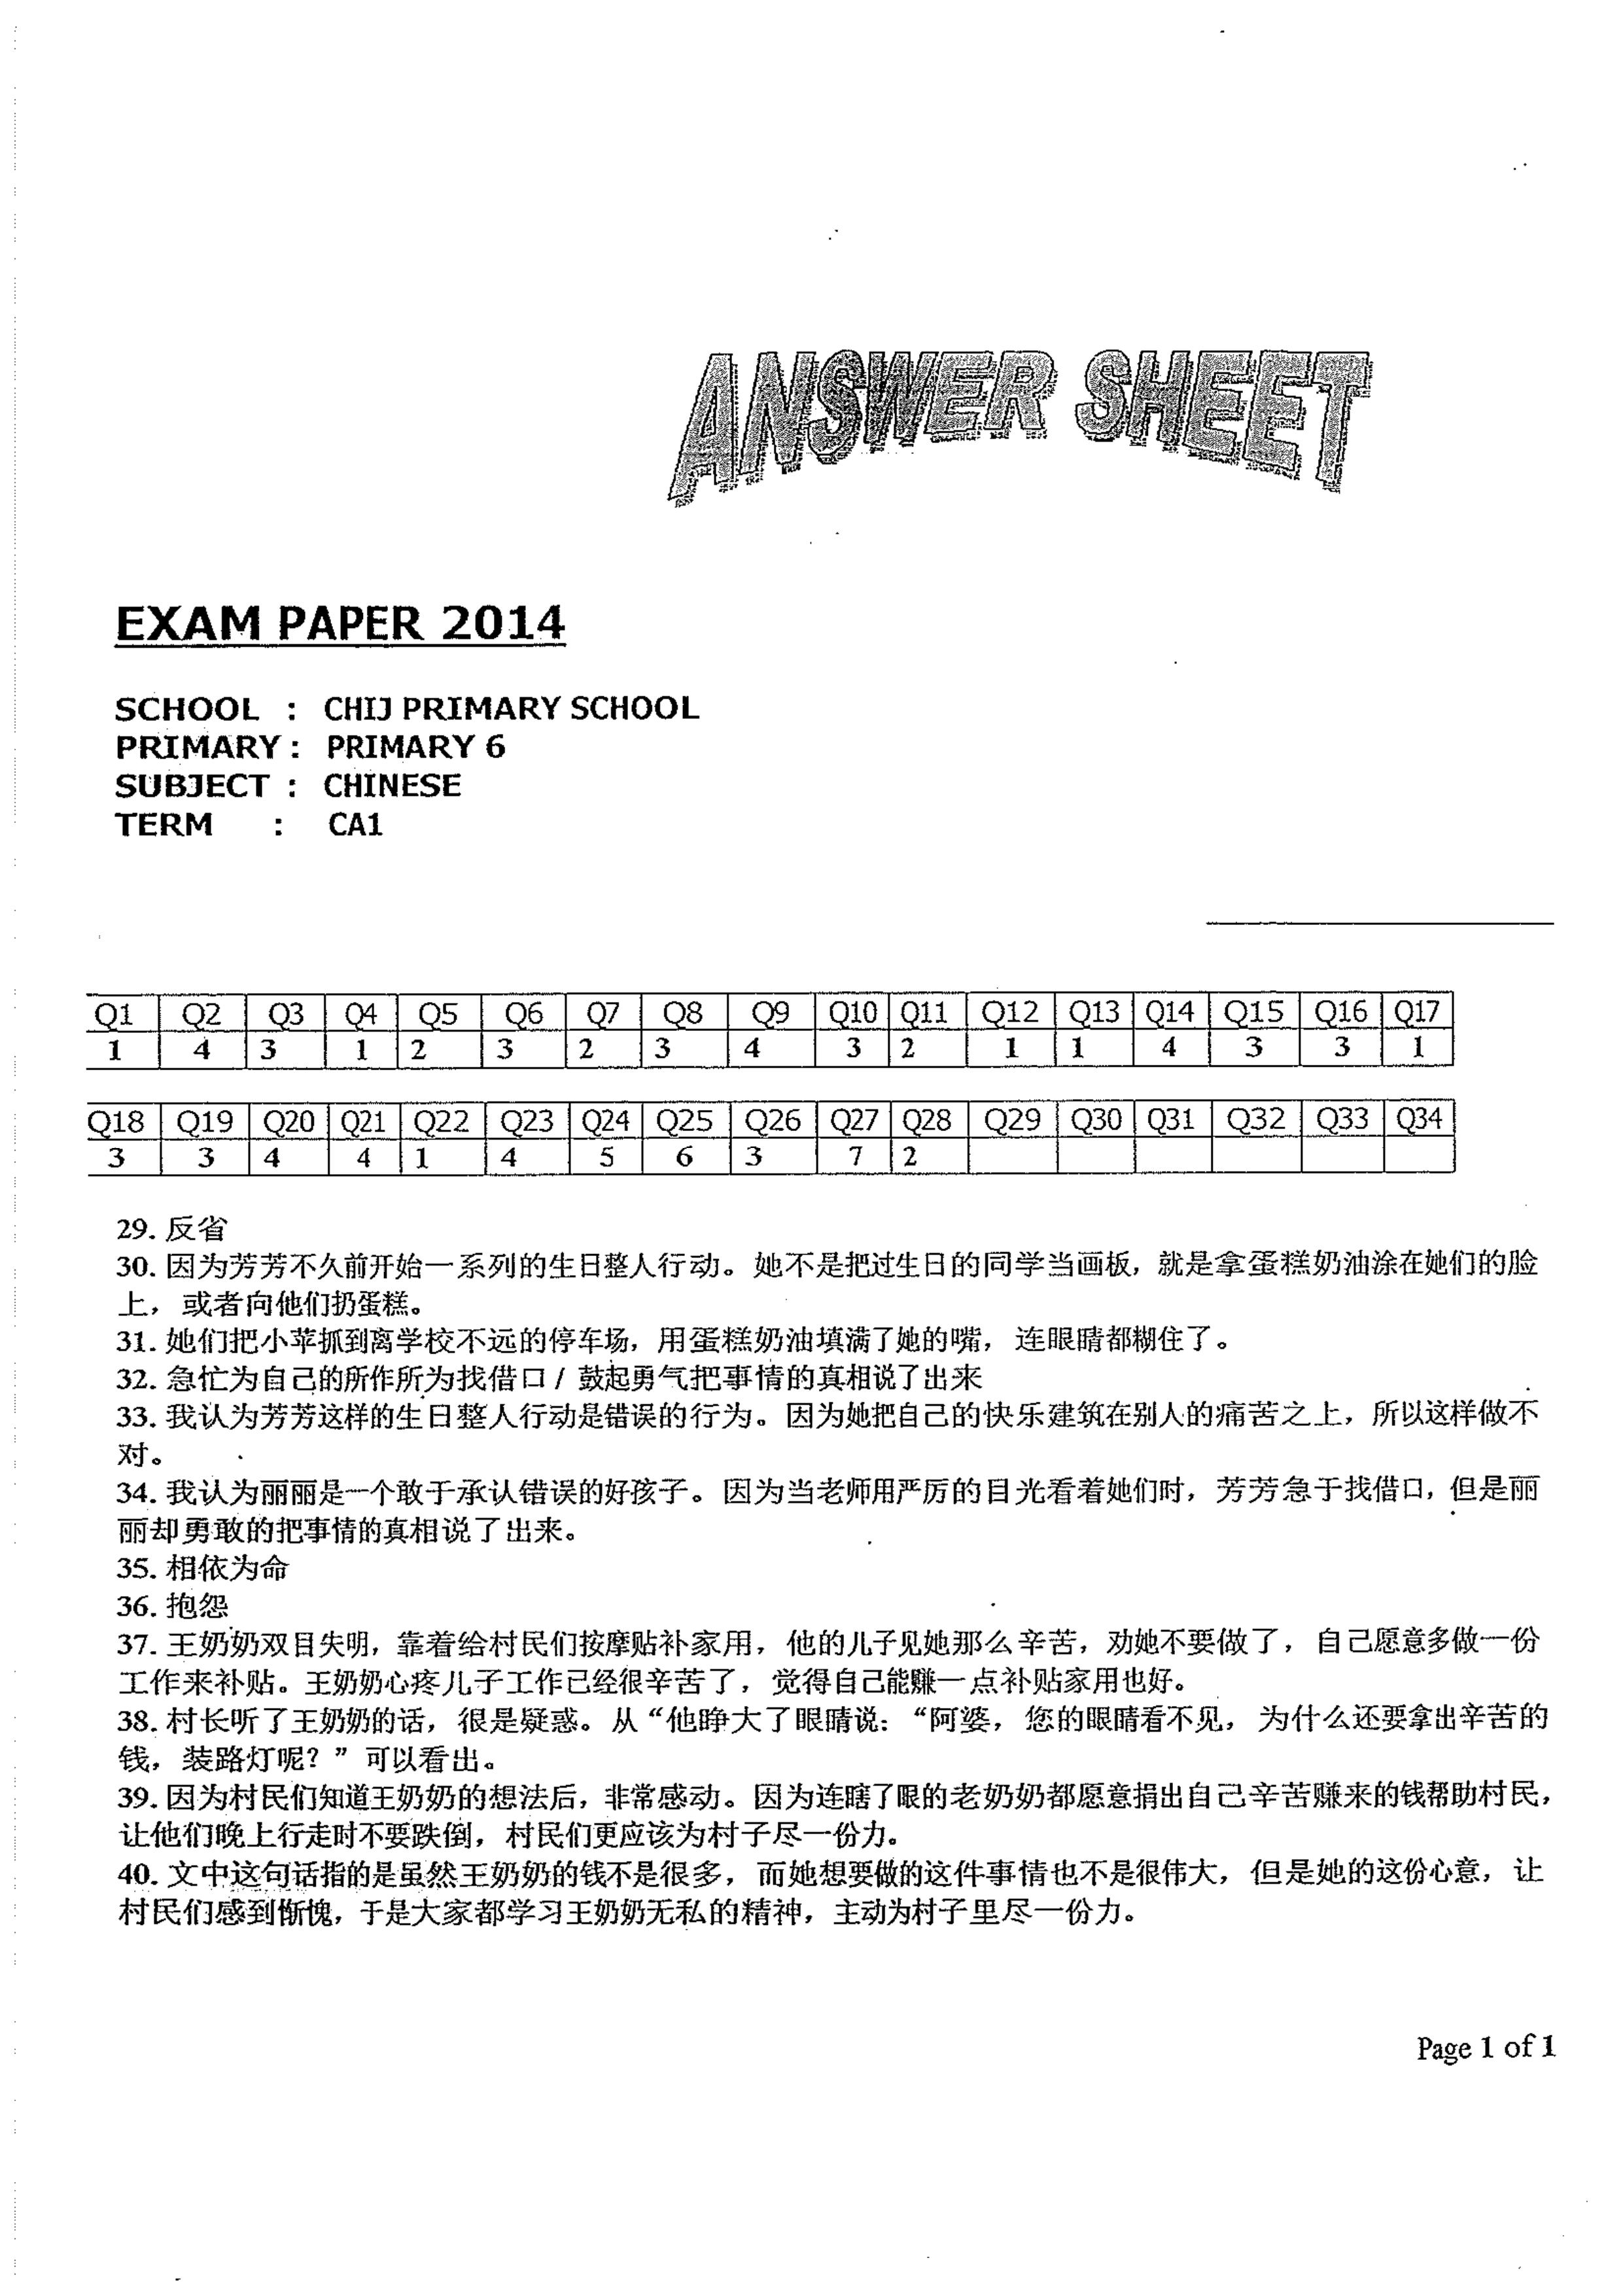 ANSWER SHEET
EXAM PAPER 2014
SCHOOL : CHIJ PRIMARY SCHOOL
PRIMARY : PRIMARY 6
SUBJECT : CHINESE
TERM : CA1
Q1 Q2 Q3 Q4 Q5 Q6 Q7 Q8 Q9 Q10 Q11 Q12 Q13 Q14 Q15 Q16 Q17
1 4 3 1 2 3 2 3 4 3 2 1 1 4 3 3 1
Q18 Q19 Q20 Q21 Q22 Q23 Q24 Q25 Q26 Q27 Q28 Q29 Q30 Q31 Q32 Q33 Q34
3 3 4 4 1 4 5 6 3 7 2
29. 反省
30. 因为芳芳不久前开始一系列的生日整人行动。她不是把过生日的同学当画板，就是拿蛋糕奶油涂在她们的脸
上，或者向他们扔蛋糕。
31. 她们把小苹抓到离学校不远的停车场，用蛋糕奶油填满了她的嘴，连眼睛都糊住了。
32. 急忙为自己的所作所为找借口 / 鼓起勇气把事情的真相说了出来
33. 我认为芳芳这样的生日整人行动是错误的行为。因为她把自己的快乐建筑在别人的痛苦之上，所以这样做不
对。
34. 我认为丽丽是一个敢于承认错误的好孩子。因为当老师用严厉的目光看着她们时，芳芳急于找借口，但是丽
丽却勇敢的把事情的真相说了出来。
35. 相依为命
36. 抱怨
37. 王奶奶双目失明，靠着给村民们按摩贴补家用，他的儿子见她那么辛苦，劝她不要做了，自己愿意多做一份
工作来补贴。王奶奶心疼儿子工作已经很辛苦了，觉得自己能赚一点补贴家用也好。
38. 村长听了王奶奶的话，很是疑惑。从“他睁大了眼睛说：“阿婆，您的眼睛看不见，为什么还要拿出辛苦的
钱，装路灯呢？”可以看出。
39. 因为村民们知道王奶奶的想法后，非常感动。因为连瞎了眼的老奶奶都愿意捐出自己辛苦赚来的钱帮助村民，
让他们晚上行走时不要跌倒，村民们更应该为村子尽一份力。
40. 文中这句话指的是虽然王奶奶的钱不是很多，而她想要做的这件事情也不是很伟大，但是她的这份心意，让
村民们感到惭愧，于是大家都学习王奶奶无私的精神，主动为村子里尽一份力。
Page 1 of 1